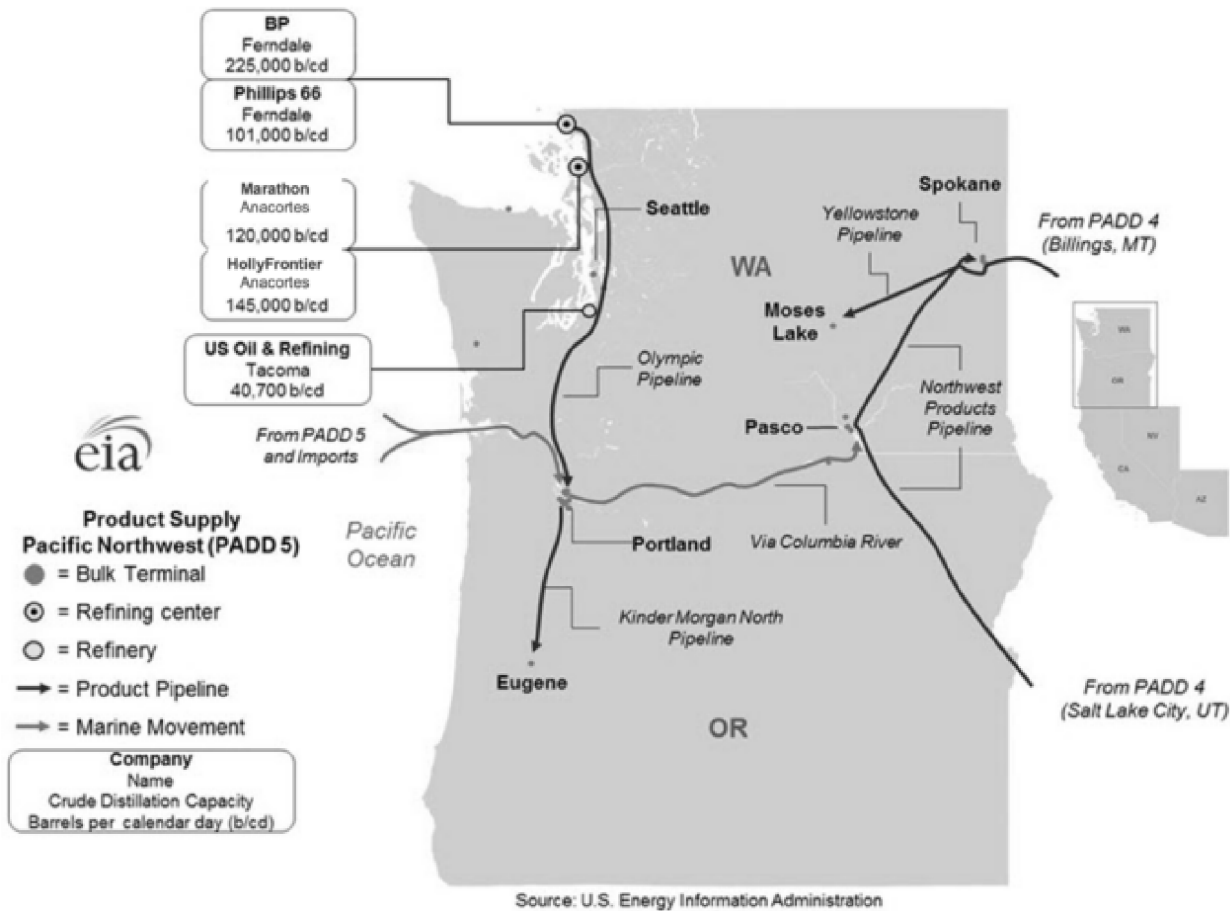 BP
Ferndale
225,000 b/cd
Phillips 66
Ferndale
101,000 b/cd
Marathon
Anacortes
120,000 b/cd
HollyFrontier
Anacortes
145,000 b/cd
US Oil & Refining
Tacoma
40,700 b/cd
Seattle
Spokane
Yellowstone
Pipeline
From PADD 4
(Billings, MT)
WA
Moses
Lake
Olympic
Pipeline
Northwest
Products
Pipeline
Pasco
From PADD 5
and Imports
eia
Product Supply
Pacific Northwest (PADD 5)
= Bulk Terminal
= Refining center
= Refinery
= Product Pipeline
= Marine Movement
Company
Name
Crude Distillation Capacity
Barrels per calendar day (b/cd)
Pacific
Ocean
Portland
Via Columbia River
Kinder Morgan North
Pipeline
Eugene
OR
From PADD 4
(Salt Lake City, UT)
WA
OR
NV
CA
AZ
Source: U.S. Energy Information Administration